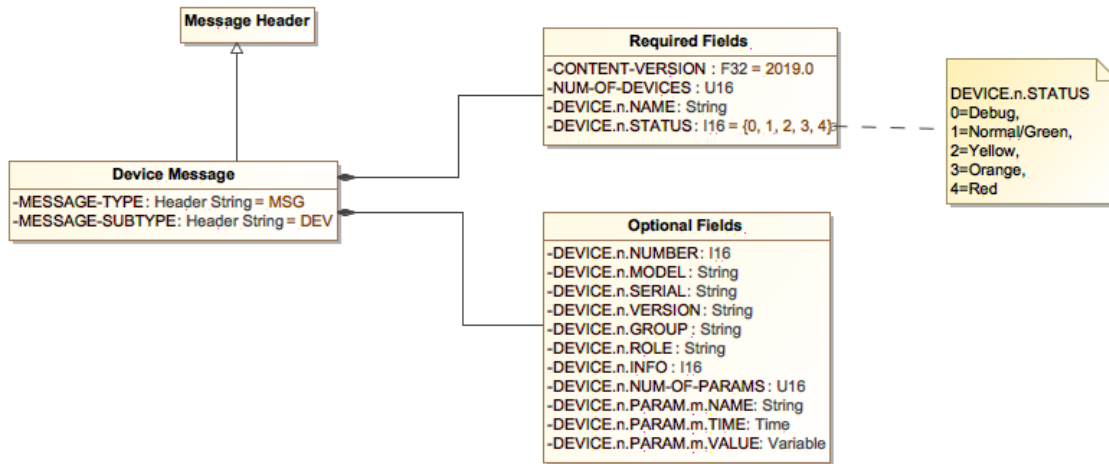 Message Header
Required Fields
-CONTENT-VERSION : F32 = 2019.0
-NUM-OF-DEVICES : U16
-DEVICE.n.NAME: String
-DEVICE.n.STATUS: I16 = {0, 1, 2, 3, 4}
DEVICE.n.STATUS
0=Debug,
1=Normal/Green,
2=Yellow,
3=Orange,
4=Red
Device Message
-MESSAGE-TYPE: Header String = MSG
-MESSAGE-SUBTYPE: Header String = DEV
Optional Fields
-DEVICE.n.NUMBER: I16
-DEVICE.n.MODEL: String
-DEVICE.n.SERIAL: String
-DEVICE.n.VERSION: String
-DEVICE.n.GROUP : String
-DEVICE.n.ROLE: String
-DEVICE.n.INFO: I16
-DEVICE.n.NUM-OF-PARAMS: U16
-DEVICE.n.PARAM.m.NAME: String
-DEVICE.n.PARAM.m.TIME: Time
-DEVICE.n.PARAM.m.VALUE: Variable